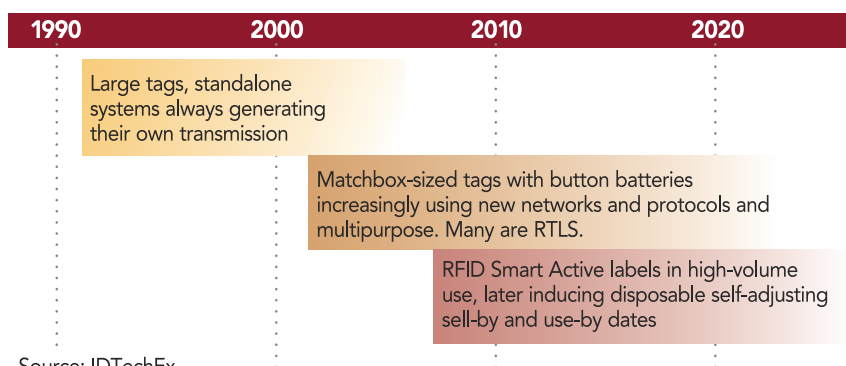 1990 2000 2010 2020
Large tags, standalone
systems always generating
their own transmission
Matchbox-sized tags with button batteries
increasingly using new networks and protocols and
multipurpose. Many are RTLS.
RFID Smart Active labels in high-volume
use, later inducing disposable self-adjusting
sell-by and use-by dates
Source: IDTechEx